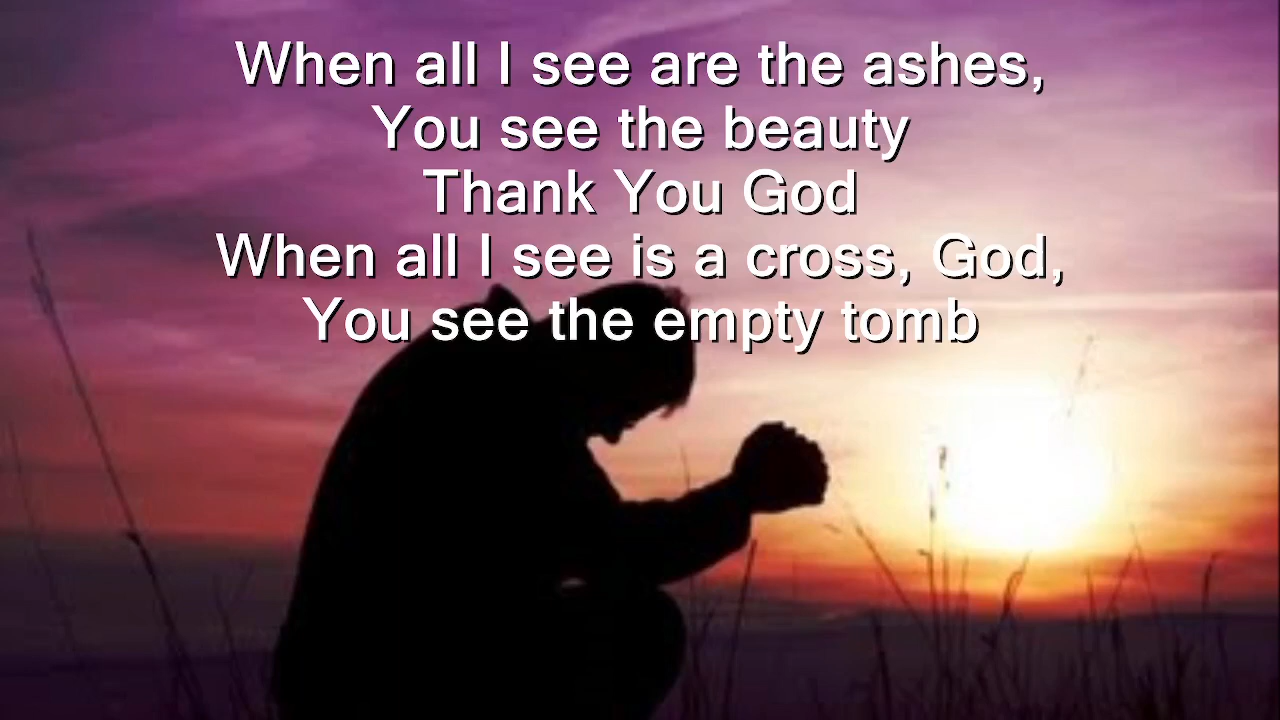 When all I see are the ashes,
You see the beauty
Thank You God
When all I see is a cross, God,
You see the empty tomb